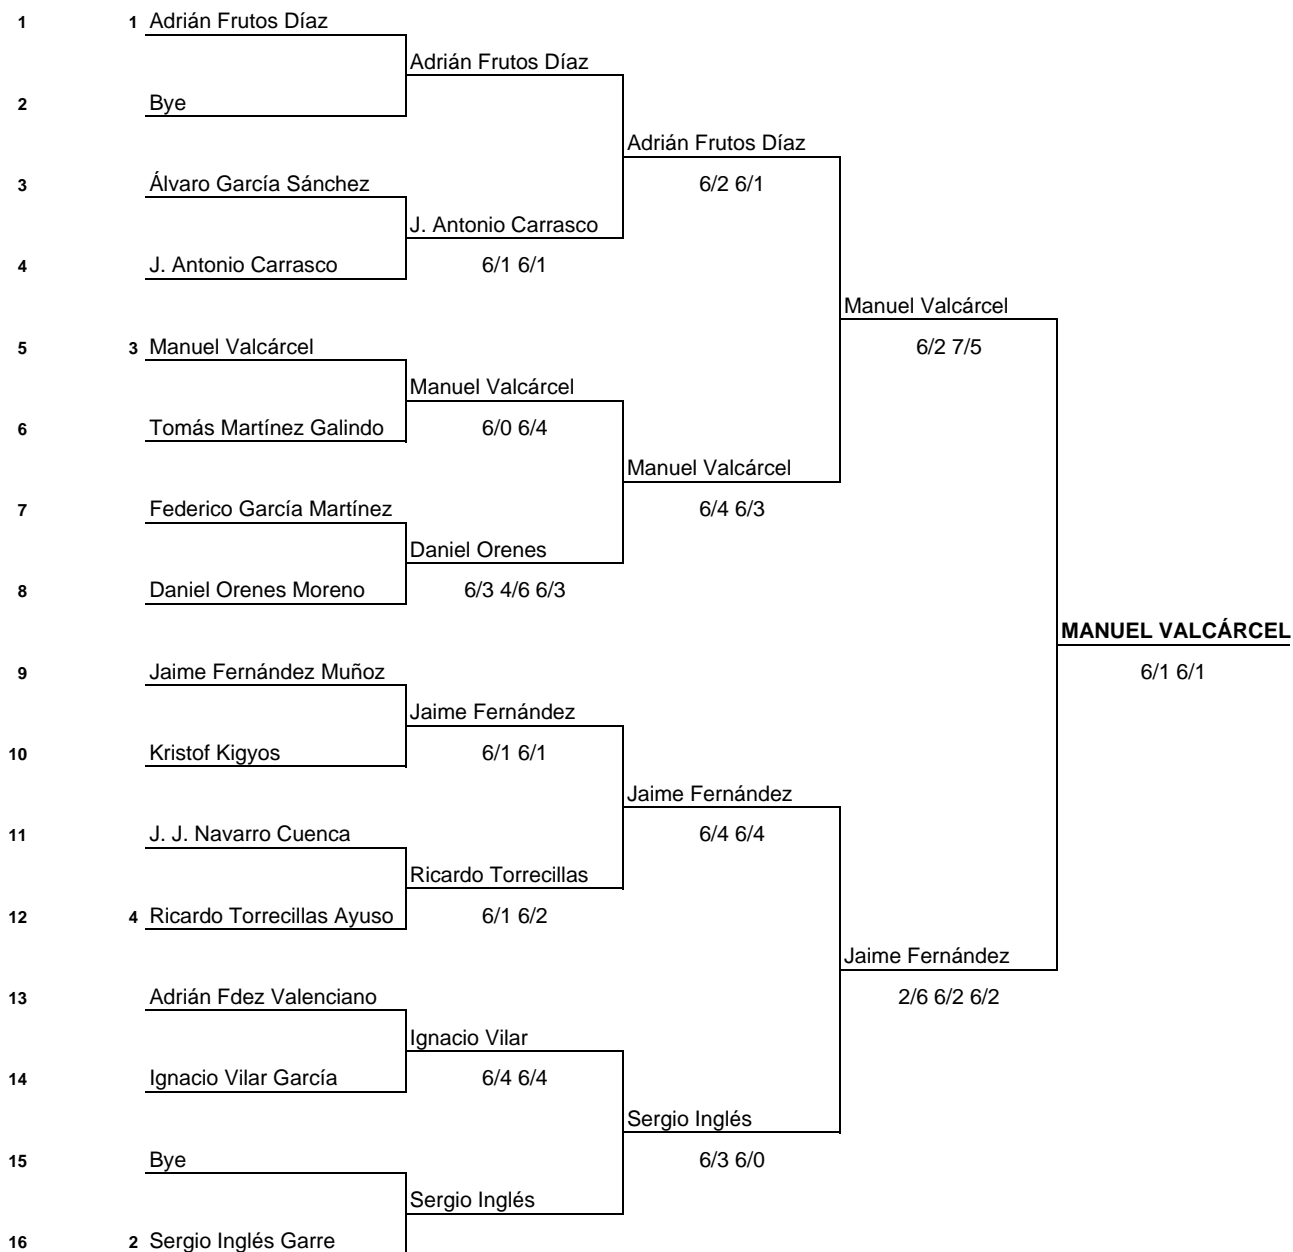 1 1 Adrián Frutos Díaz
Adrián Frutos Díaz
2 Bye
Adrián Frutos Díaz
3 Álvaro García Sánchez 6/2 6/1
J. Antonio Carrasco
4 J. Antonio Carrasco 6/1 6/1
Manuel Valcárcel
5 3 Manuel Valcárcel 6/2 7/5
Manuel Valcárcel
6 Tomás Martínez Galindo 6/0 6/4
Manuel Valcárcel
7 Federico García Martínez 6/4 6/3
Daniel Orenes
8 Daniel Orenes Moreno 6/3 4/6 6/3
MANUEL VALCÁRCEL
9 Jaime Fernández Muñoz 6/1 6/1
Jaime Fernández
10 Kristof Kigyos 6/1 6/1
Jaime Fernández
11 J. J. Navarro Cuenca 6/4 6/4
Ricardo Torrecillas
12 4 Ricardo Torrecillas Ayuso 6/1 6/2
Jaime Fernández
13 Adrián Fdez Valenciano 2/6 6/2 6/2
Ignacio Vilar
14 Ignacio Vilar García 6/4 6/4
Sergio Inglés
15 Bye 6/3 6/0
Sergio Inglés
16 2 Sergio Inglés Garre